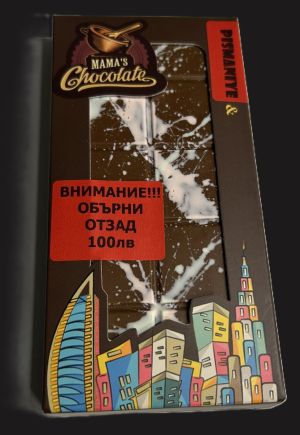 MAMA'S
Chocolate
PISMANIYE &
ВНИМАНИЕ!!!
ОБЪРНИ
ОТЗАД
100лв